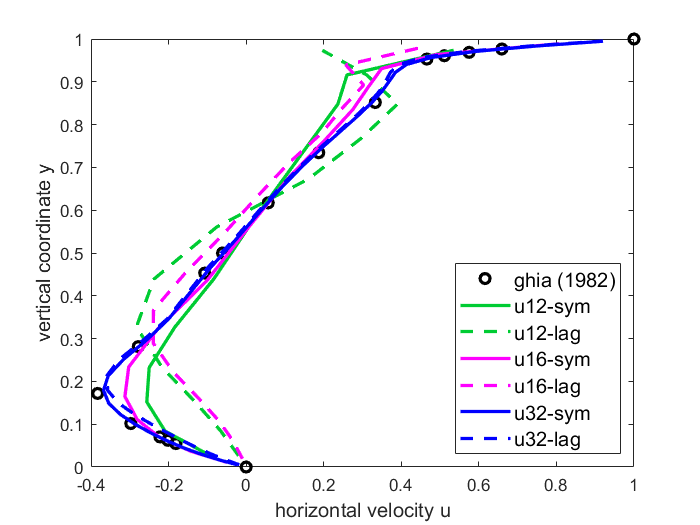 1
0.9
0.8
0.7
0.6
0.5
0.4
0.3
0.2
0.1
0
vertical coordinate y
ghia (1982)
u12-sym
u12-lag
u16-sym
u16-lag
u32-sym
u32-lag
-0.4 -0.2 0 0.2 0.4 0.6 0.8 1
horizontal velocity u